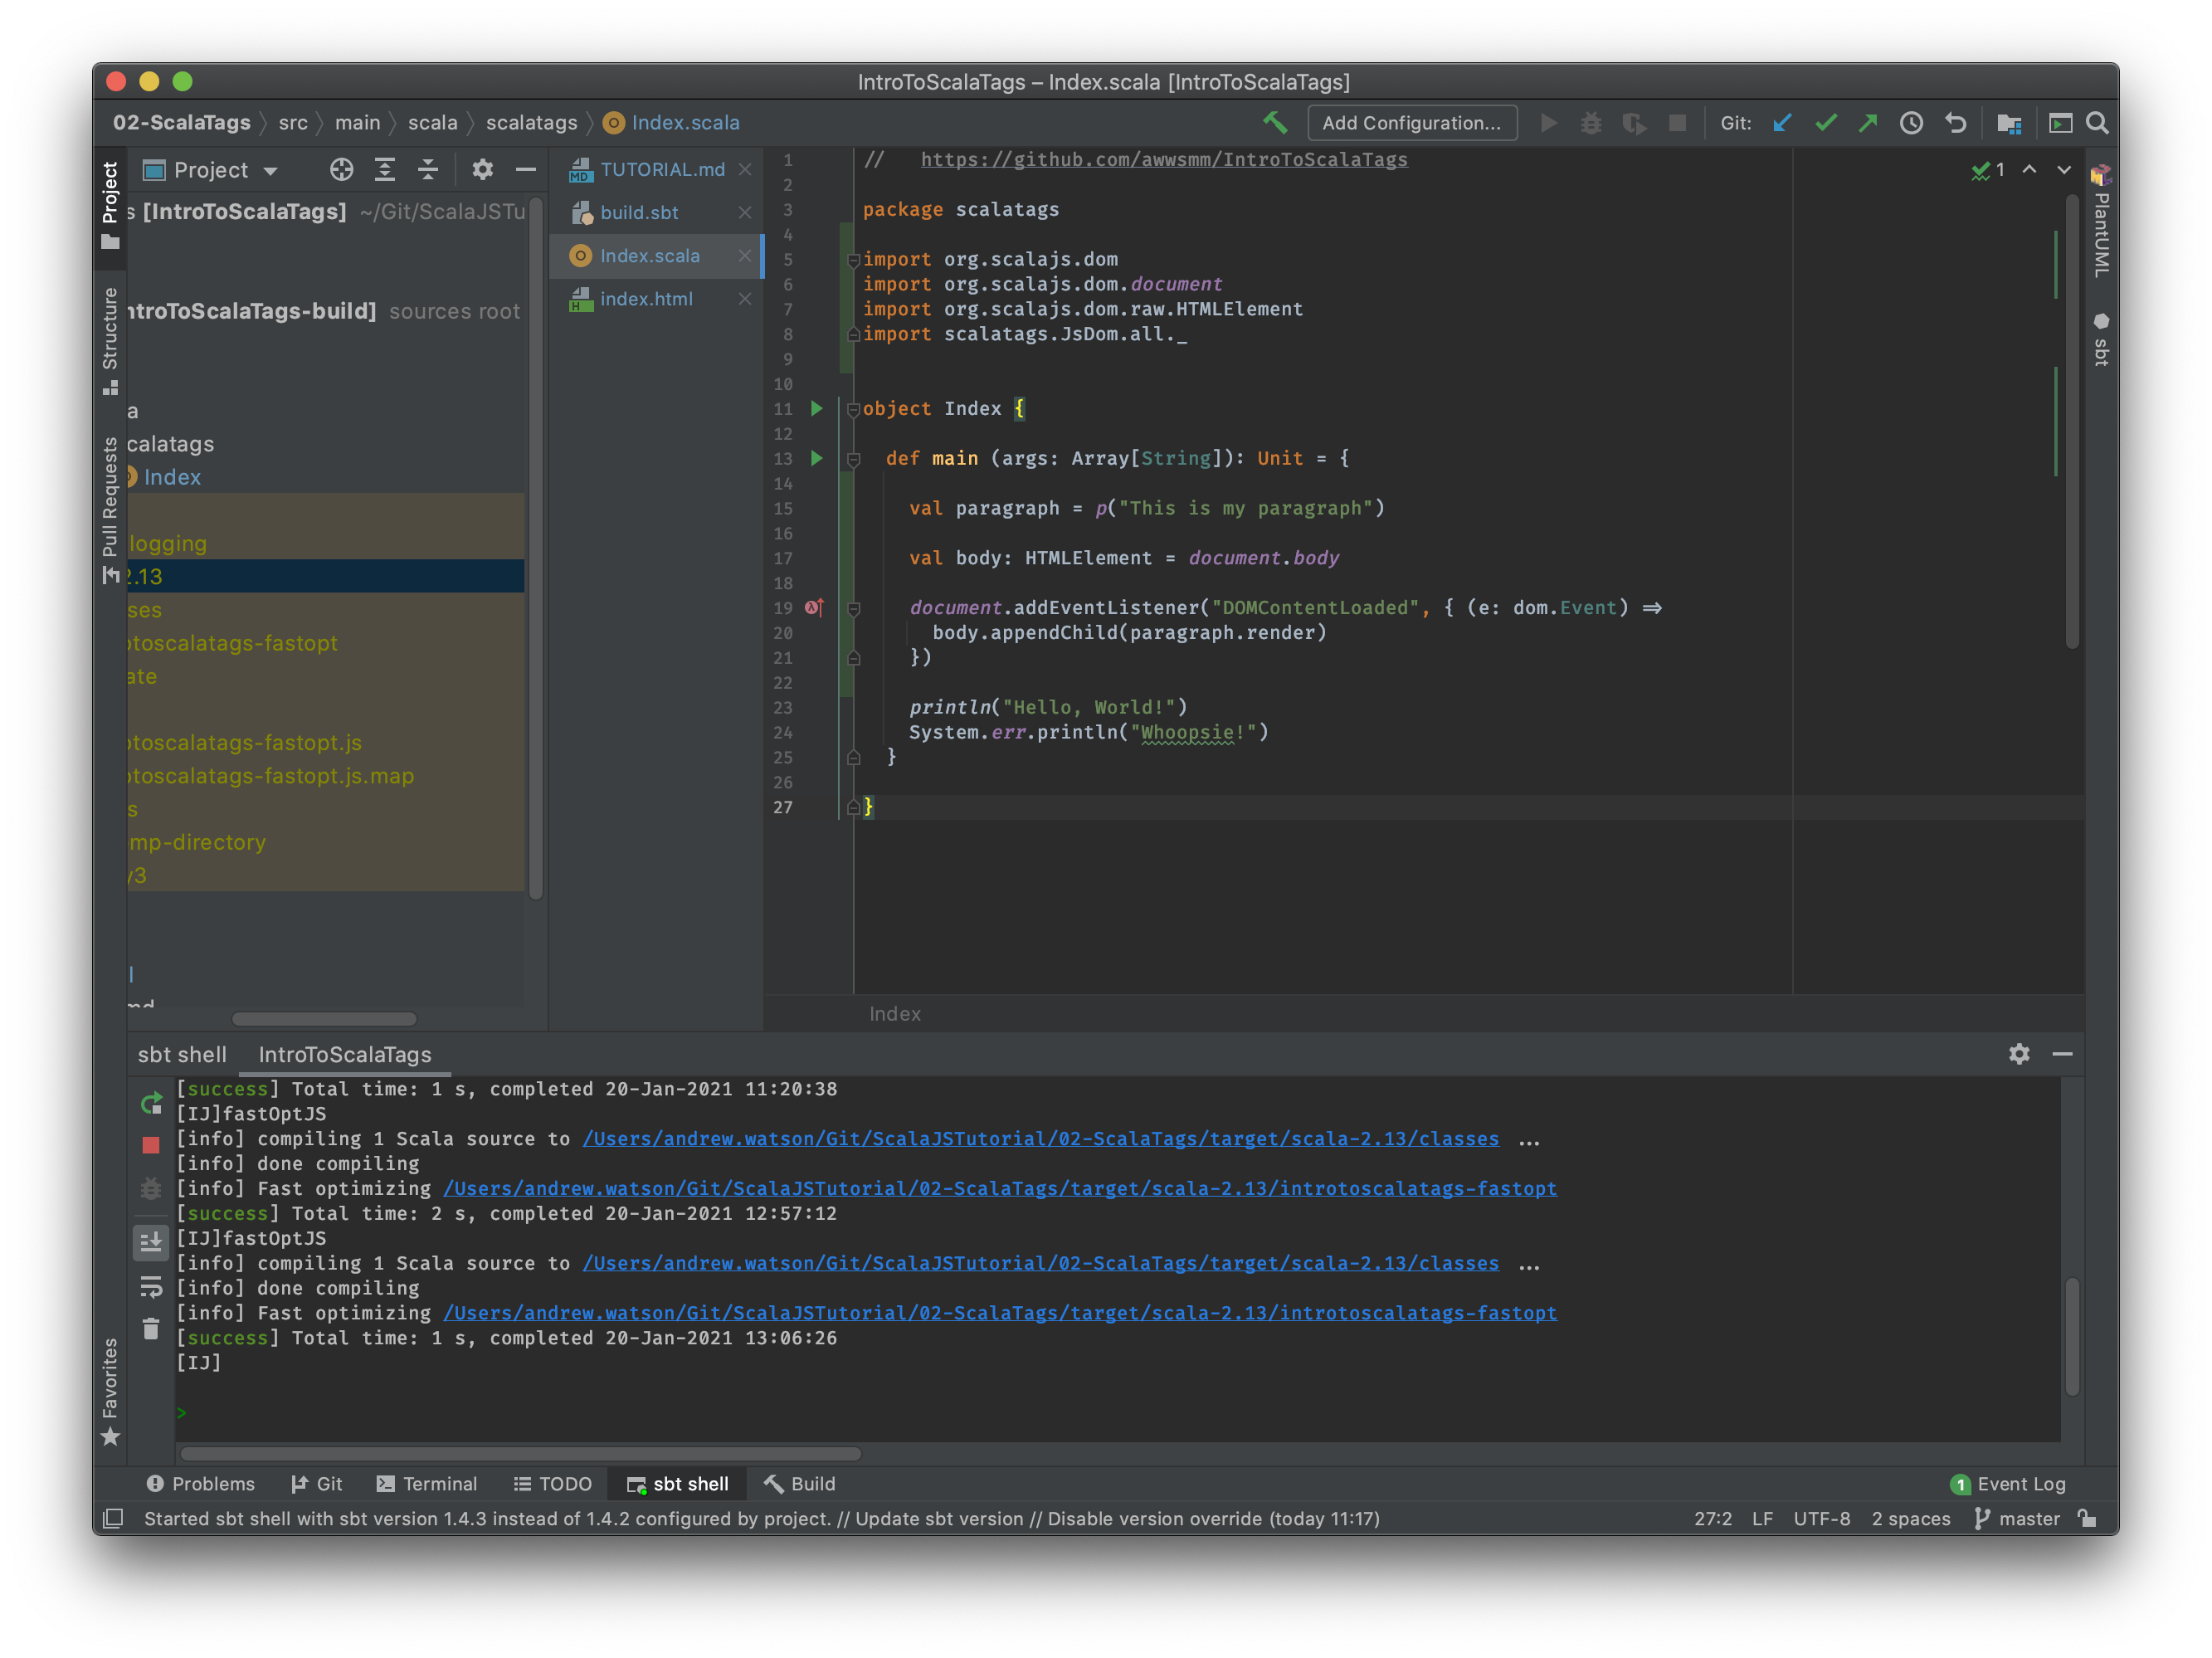 IntroToScalaTags – Index.scala [IntroToScalaTags]
02-ScalaTags 〉 src 〉 main 〉 scala 〉 scalatags 〉 Index.scala
Add Configuration...
Git:
Project
Structure
Pull Requests
Favorites
Project
s [IntroToScalaTags] ~/Git/ScalaJSTu
ntroToScalaTags-build] sources root
a
calatags
Index
logging
2.13
ses
otoscalatags-fastopt
ate
otoscalatags-fastopt.js
otoscalatags-fastopt.js.map
s
mp-directory
y3
l
md
TUTORIAL.md
build.sbt
Index.scala
index.html
1 // https://github.com/awwsmm/IntroToScalaTags
2
3 package scalatags
4
5 import org.scalajs.dom
6 import org.scalajs.dom.document
7 import org.scalajs.dom.raw.HTMLElement
8 import scalatags.JsDom.all._
9
10
11 object Index {
12
13 def main (args: Array[String]): Unit = {
14
15 val paragraph = p("This is my paragraph")
16
17 val body: HTMLElement = document.body
18
19 document.addEventListener("DOMContentLoaded", { (e: dom.Event) ⇒
20 body.appendChild(paragraph.render)
21 })
22
23 println("Hello, World!")
24 System.err.println("Whoopsie!")
25 }
26
27 }
1
Index
PlantUML
sbt
sbt shell IntroToScalaTags
[success] Total time: 1 s, completed 20-Jan-2021 11:20:38
[IJ]fastOptJS
[info] compiling 1 Scala source to /Users/andrew.watson/Git/ScalaJSTutorial/02-ScalaTags/target/scala-2.13/classes ...
[info] done compiling
[info] Fast optimizing /Users/andrew.watson/Git/ScalaJSTutorial/02-ScalaTags/target/scala-2.13/introtoscalatags-fastopt
[success] Total time: 2 s, completed 20-Jan-2021 12:57:12
[IJ]fastOptJS
[info] compiling 1 Scala source to /Users/andrew.watson/Git/ScalaJSTutorial/02-ScalaTags/target/scala-2.13/classes ...
[info] done compiling
[info] Fast optimizing /Users/andrew.watson/Git/ScalaJSTutorial/02-ScalaTags/target/scala-2.13/introtoscalatags-fastopt
[success] Total time: 1 s, completed 20-Jan-2021 13:06:26
[IJ]
>
Problems Git Terminal TODO sbt shell Build 1 Event Log
Started sbt shell with sbt version 1.4.3 instead of 1.4.2 configured by project. // Update sbt version // Disable version override (today 11:17) 27:2 LF UTF-8 2 spaces master